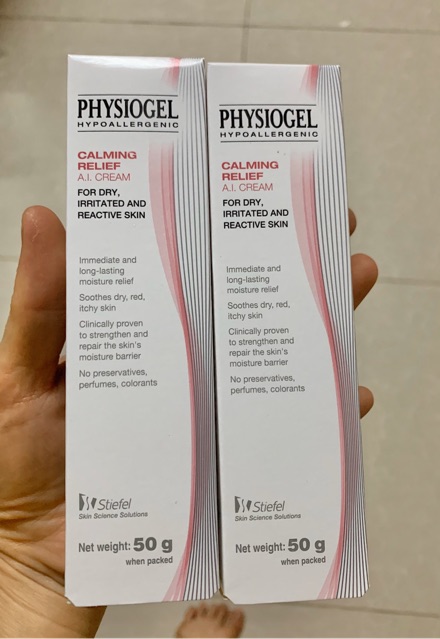 PHYSIOGEL
HYPOALLERGENIC
CALMING
RELIEF
A.I. CREAM
FOR DRY,
IRRITATED AND
REACTIVE SKIN
Immediate and
long-lasting
moisture relief
Soothes dry, red,
itchy skin
Clinically proven
to strengthen and
repair the skin's
moisture barrier
No preservatives,
perfumes, colorants
Stiefel
Skin Science Solutions
Net weight: 50 g
when packed
PHYSIOGEL
HYPOALLERGENIC
CALMING
RELIEF
A.I. CREAM
FOR DRY,
IRRITATED AND
REACTIVE SKIN
Immediate and
long-lasting
moisture relief
Soothes dry, red,
itchy skin
Clinically proven
to strengthen and
repair the skin's
moisture barrier
No preservatives,
perfumes, colorants
Stiefel
Skin Science Solutions
Net weight: 50 g
when packed